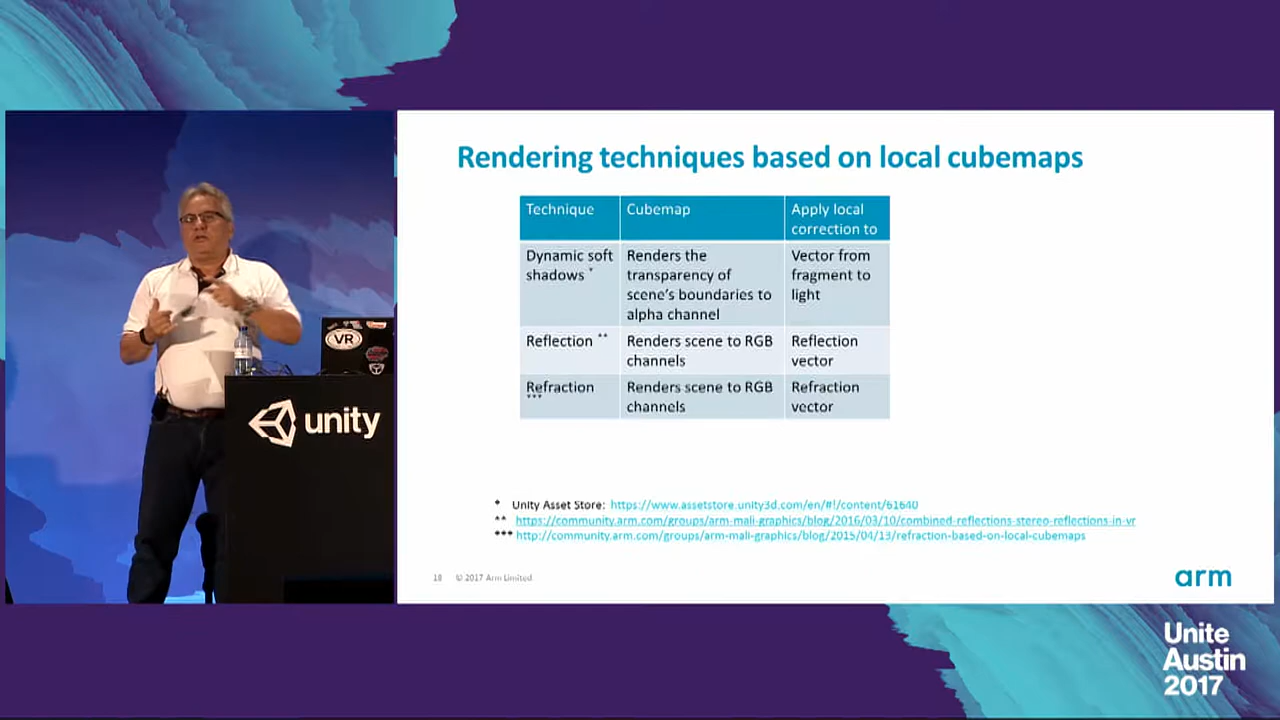 Rendering techniques based on local cubemaps
Technique
Cubemap
Apply local
correction to
Dynamic soft
shadows *
Renders the
transparency of
scene's boundaries to
alpha channel
Vector from
fragment to
light
Reflection **
Renders scene to RGB
channels
Reflection
vector
Refraction
***
Renders scene to RGB
channels
Refraction
vector
* Unity Asset Store: https://www.assetstore.unity3d.com/en/#!/content/61640
** https://community.arm.com/groups/arm-mali-graphics/blog/2016/03/10/combined-reflections-stereo-reflections-in-vr
*** http://community.arm.com/groups/arm-mali-graphics/blog/2015/04/13/refraction-based-on-local-cubemaps
18 © 2017 Arm Limited
arm
VR
unity
Unite
Austin
2017